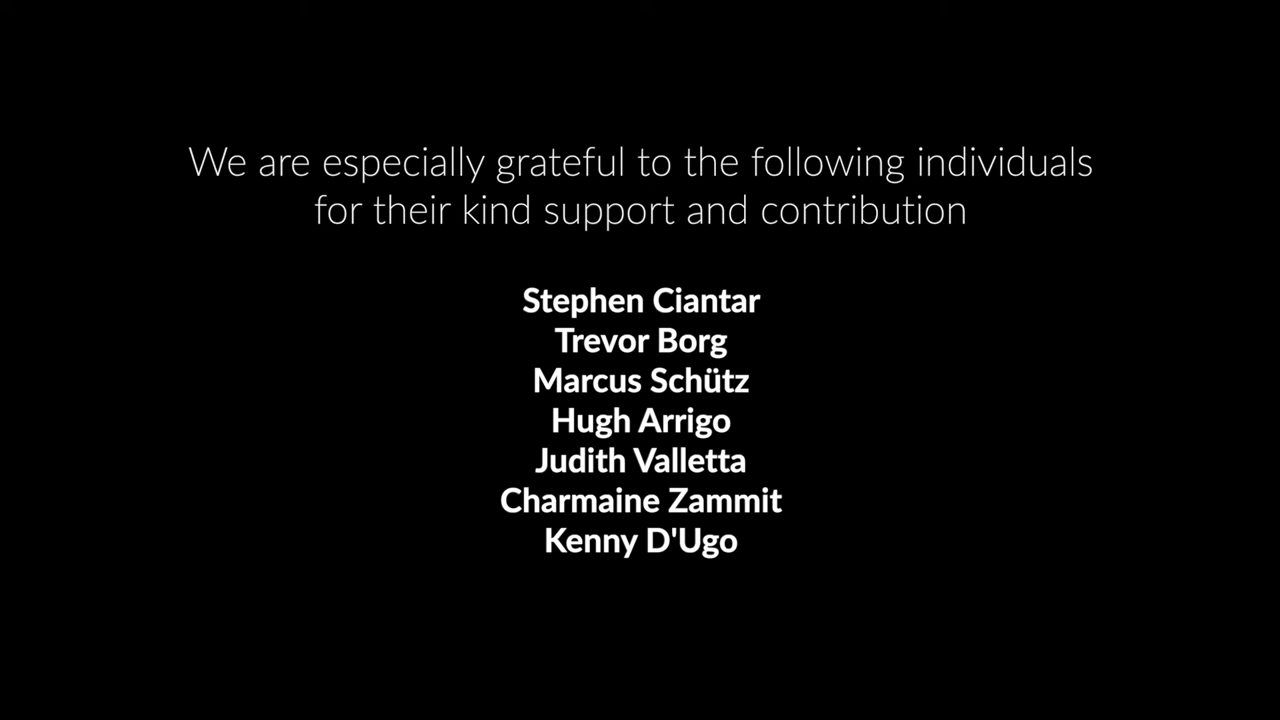 We are especially grateful to the following individuals
for their kind support and contribution
Stephen Ciantar
Trevor Borg
Marcus Schütz
Hugh Arrigo
Judith Valletta
Charmaine Zammit
Kenny D'Ugo